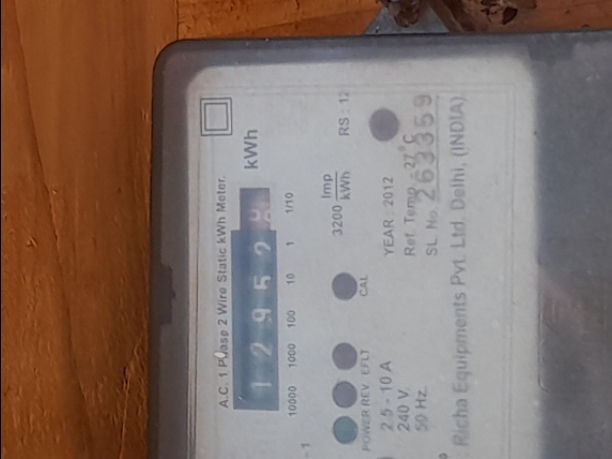 A.C. 1 Phase 2 Wire Static kWh Meter.
1 2 9 5 2 kWh
10000 1000 100 10 1 1/10
3200 Imp/kWh RS : 12
POWER REV EFLT CAL
2.5 - 10 A YEAR : 2012
240 V. Ref. Temp. : 27°C
50 Hz. SL. No. 263359
: Richa Equipments Pvt. Ltd. Delhi, (INDIA)